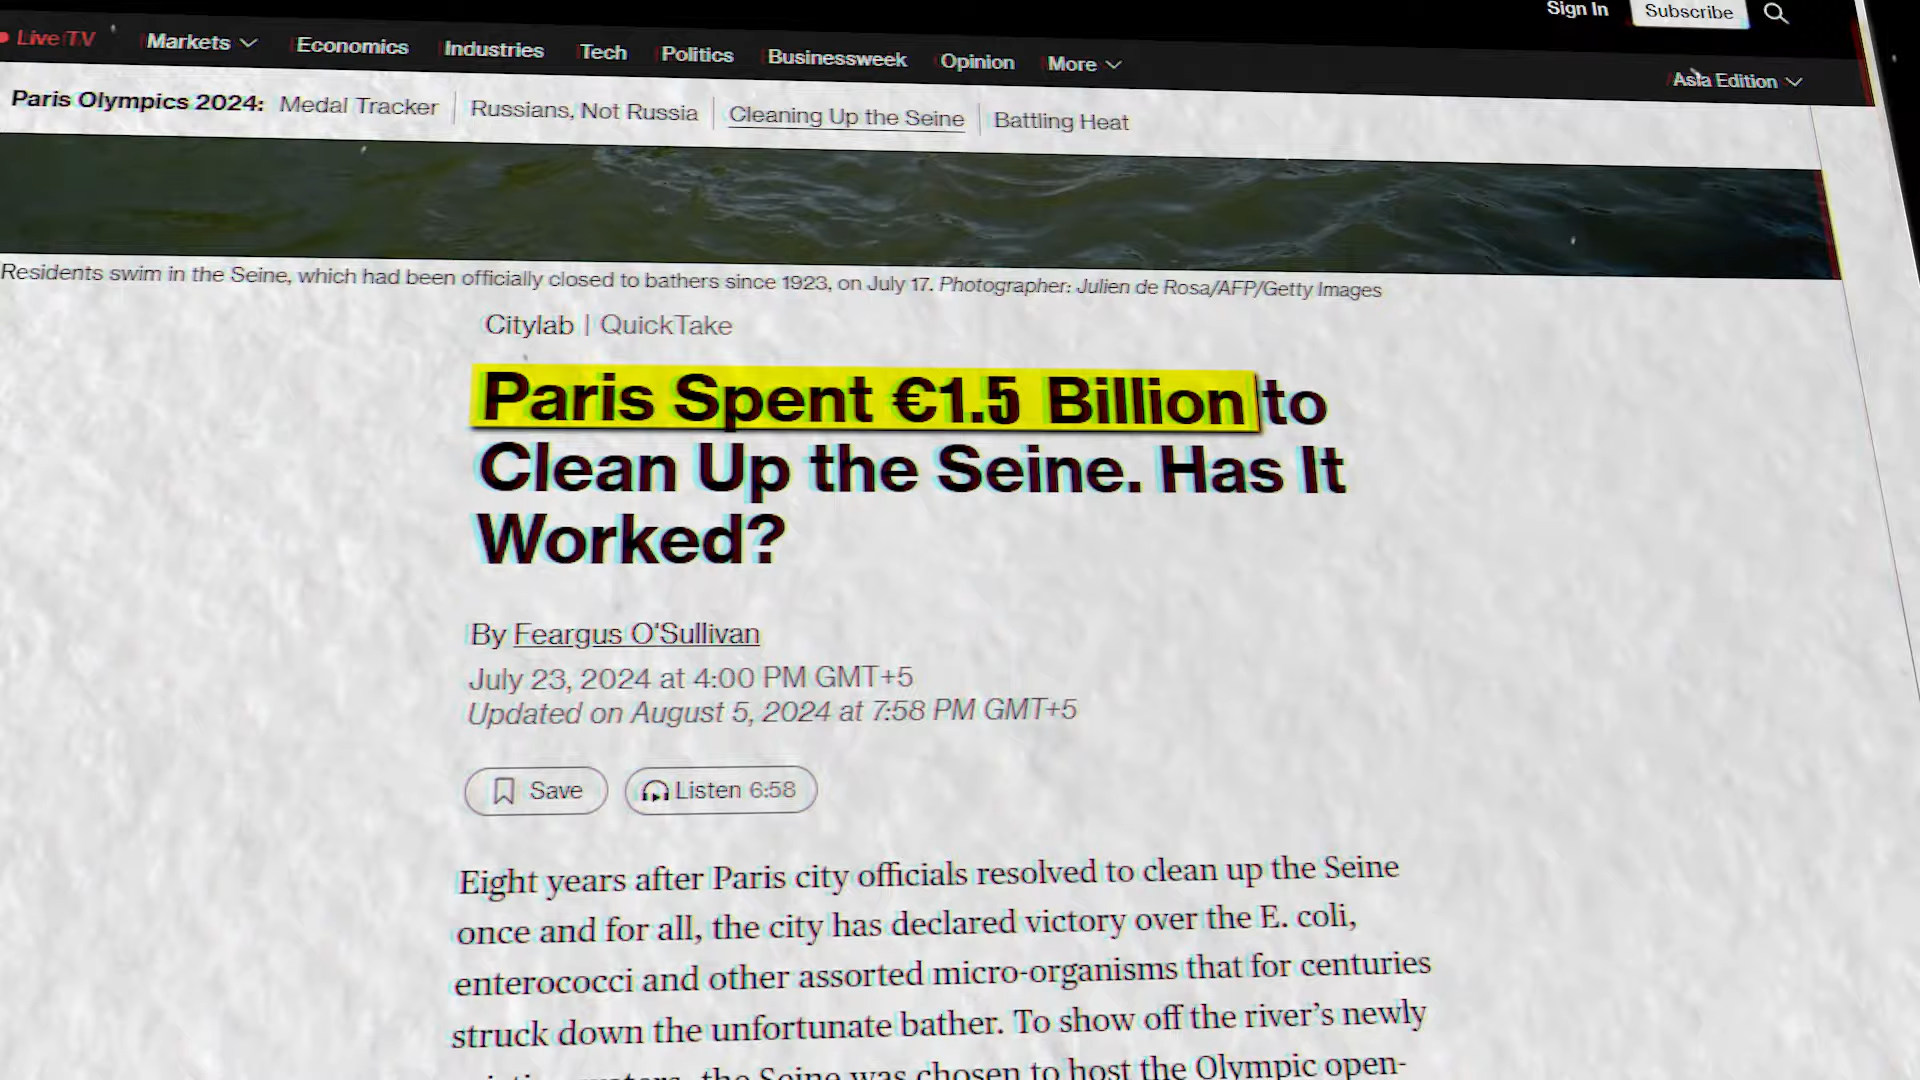 Sign In Subscribe
Live TV Markets Economics Industries Tech Politics Businessweek Opinion More
Asia Edition
Paris Olympics 2024: Medal Tracker Russians, Not Russia Cleaning Up the Seine Battling Heat
Residents swim in the Seine, which had been officially closed to bathers since 1923, on July 17. Photographer: Julien de Rosa/AFP/Getty Images
Citylab | QuickTake
Paris Spent €1.5 Billion to
Clean Up the Seine. Has It
Worked?
By Feargus O'Sullivan
July 23, 2024 at 4:00 PM GMT+5
Updated on August 5, 2024 at 7:58 PM GMT+5
Save Listen 6:58
Eight years after Paris city officials resolved to clean up the Seine
once and for all, the city has declared victory over the E. coli,
enterococci and other assorted micro-organisms that for centuries
struck down the unfortunate bather. To show off the river’s newly
the Seine was chosen to host the Olympic open-